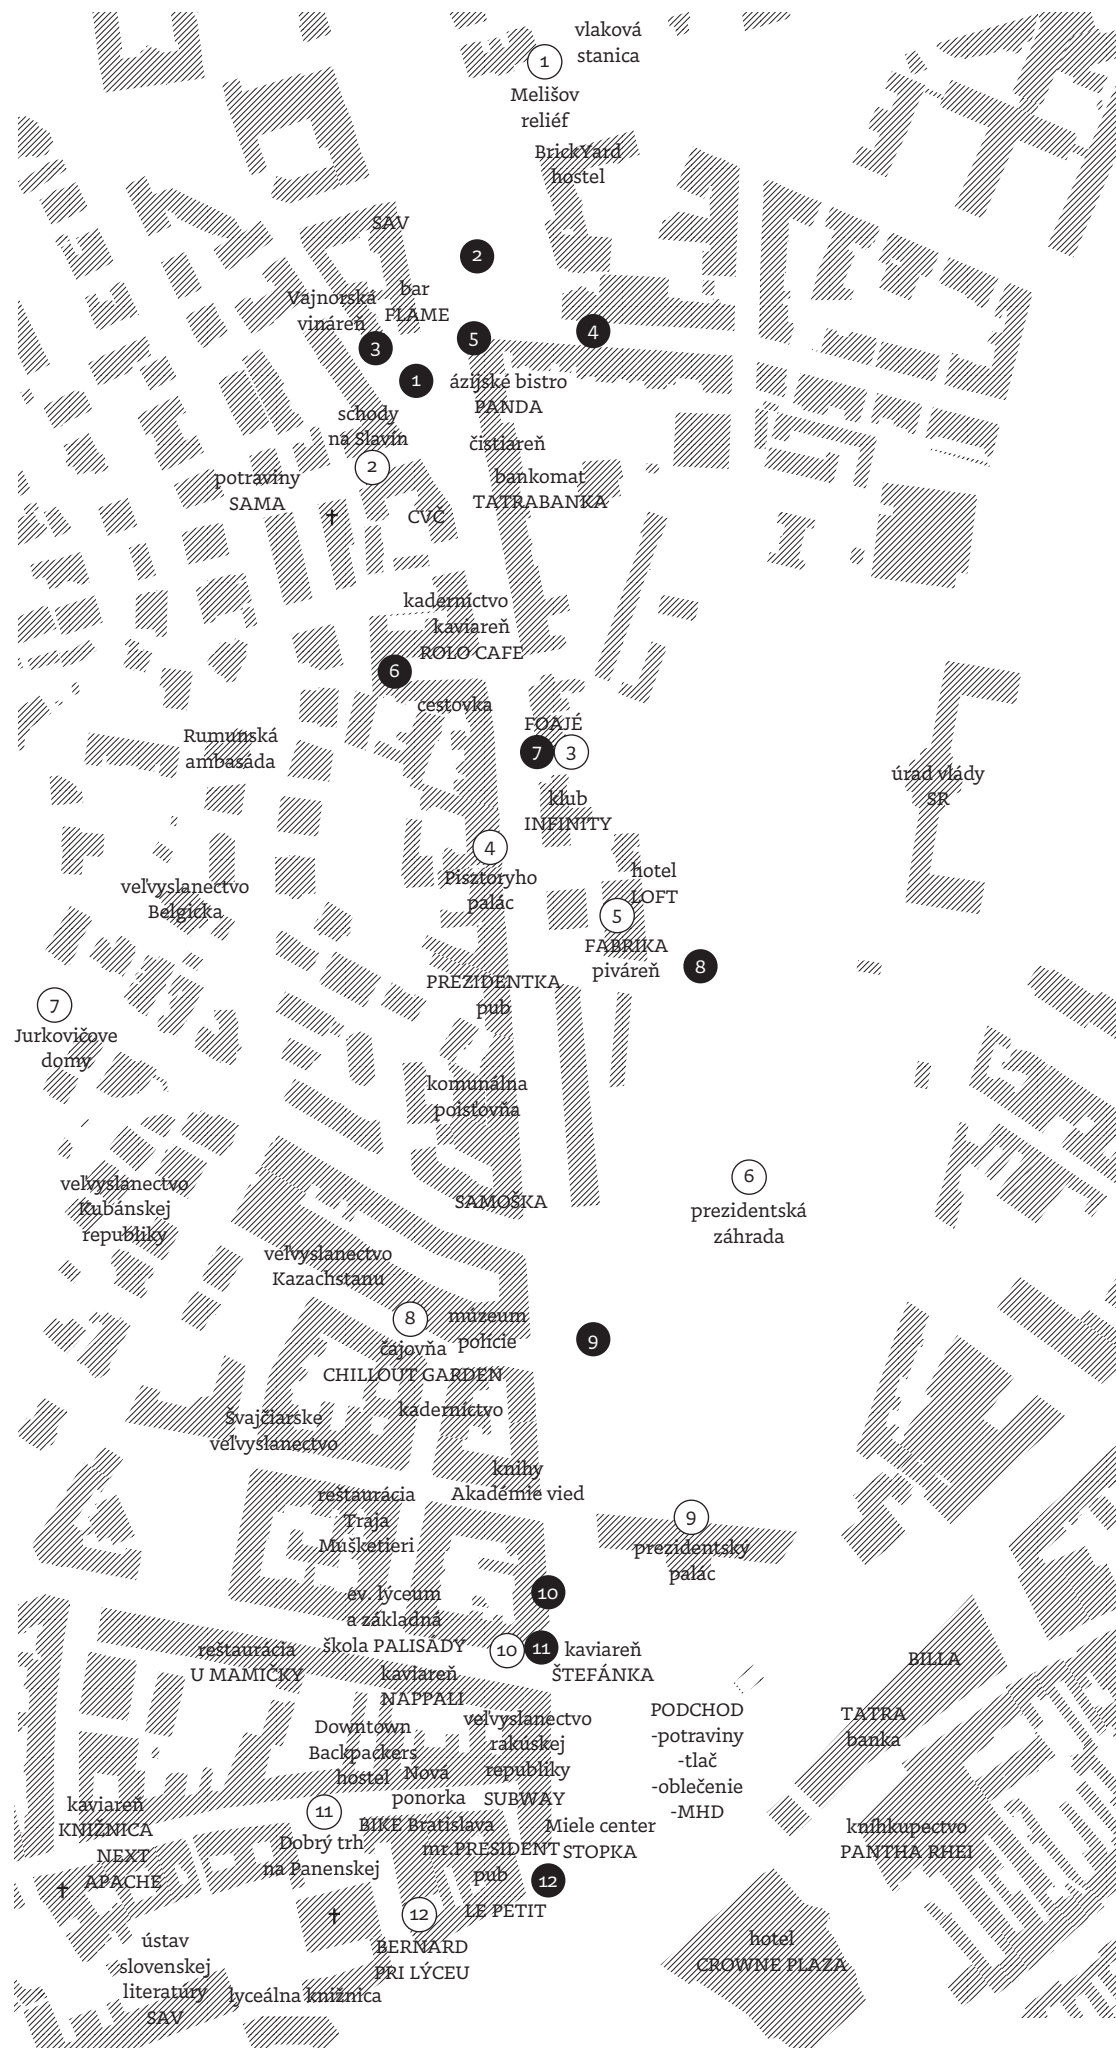 vlaková
stanica
1
Melišov
reliéf
BrickYard
hostel
SAV
2
bar
FLAME
Vajnorská
vináreň
3
5
4
1
ázijské bistro
PANDA
schody
na Slavín
2
čistiareň
potraviny
SAMA
bankomat
TATRABANKA
CVČ
kaderníctvo
kaviareň
ROLO CAFE
6
cestovka
FOAJÉ
7
3
Rumunská
ambasáda
úrad vlády
SR
klub
INFINITY
4
Pisztoryho
palác
hotel
LOFT
5
veľvyslanectvo
Belgicka
FABRIKA
piváreň
8
PREZIDENTKA
pub
7
Jurkovičove
domy
komunálna
poisťovňa
6
prezidentská
záhrada
veľvyslanectvo
Kubánskej
republiky
SAMOŠKA
veľvyslanectvo
Kazachstanu
8
múzeum
polície
9
čajovňa
CHILLOUT GARDEN
kaderníctvo
Švajčiarske
veľvyslanectvo
knihy
Akadémie vied
reštaurácia
Traja
Mušketieri
9
prezidentský
palác
ev. lýceum
a základná
škola PALISÁDY
10
10
11
kaviareň
ŠTEFÁNKA
reštaurácia
U MAMIČKY
kaviareň
NAPPALI
BILLA
veľvyslanectvo
rakúskej
republiky
PODCHOD
-potraviny
-tlač
-oblečenie
-MHD
TATRA
banka
Downtown
Backpackers
hostel
Nová
ponorka
SUBWAY
kaviareň
KNIŽNICA
11
BIKE Bratislava
Miele center
STOPKA
kníhkupectvo
PANTHA RHEI
Dobrý trh
na Panenskej
mr.PRESIDENT
pub
NEXT
APACHE
12
LE PETIT
12
BERNARD
PRI LÝCEU
hotel
CROWNE PLAZA
ústav
slovenskej
literatúry
SAV
lyceálna knižnica